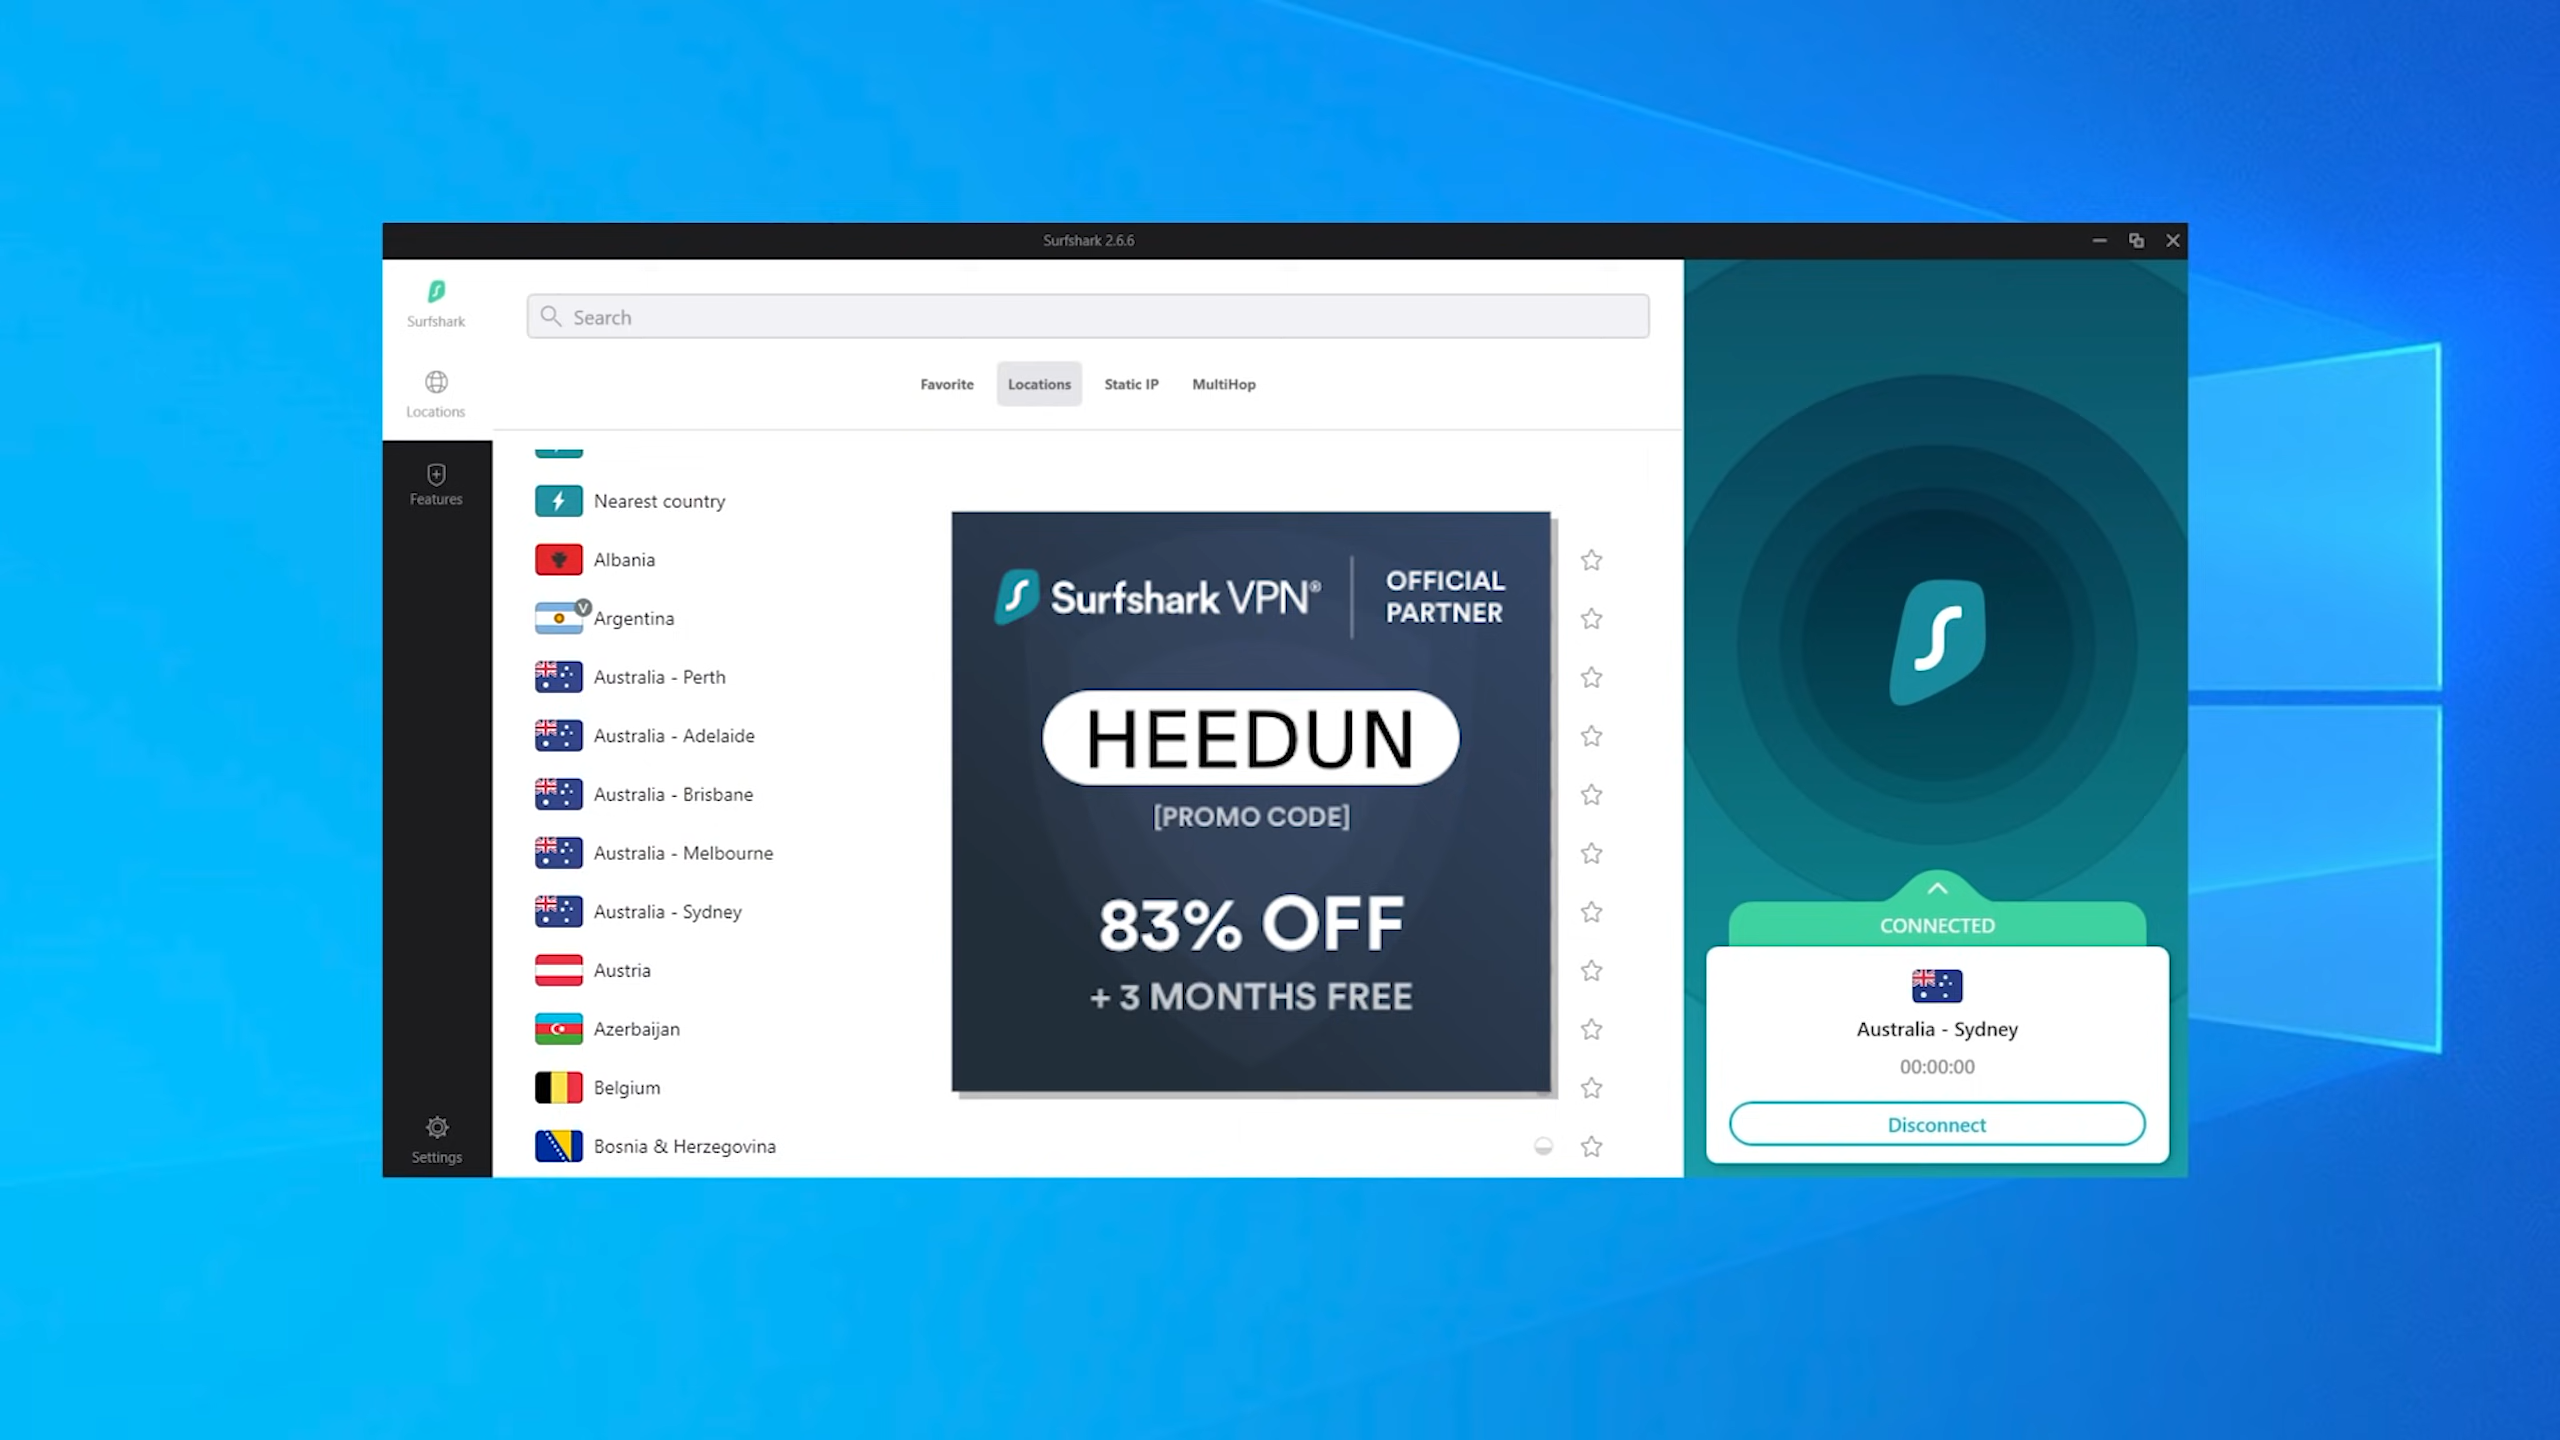 Surfshark 2.6.6
Surfshark
Search
Locations
Favorite
Locations
Static IP
MultiHop
Features
Settings
Nearest country
Albania
V
Argentina
Australia - Perth
Australia - Adelaide
Australia - Brisbane
Australia - Melbourne
Australia - Sydney
Austria
Azerbaijan
Belgium
Bosnia & Herzegovina
Surfshark VPN®
OFFICIAL
PARTNER
HEEDUN
[PROMO CODE]
83% OFF
+ 3 MONTHS FREE
CONNECTED
Australia - Sydney
00:00:00
Disconnect